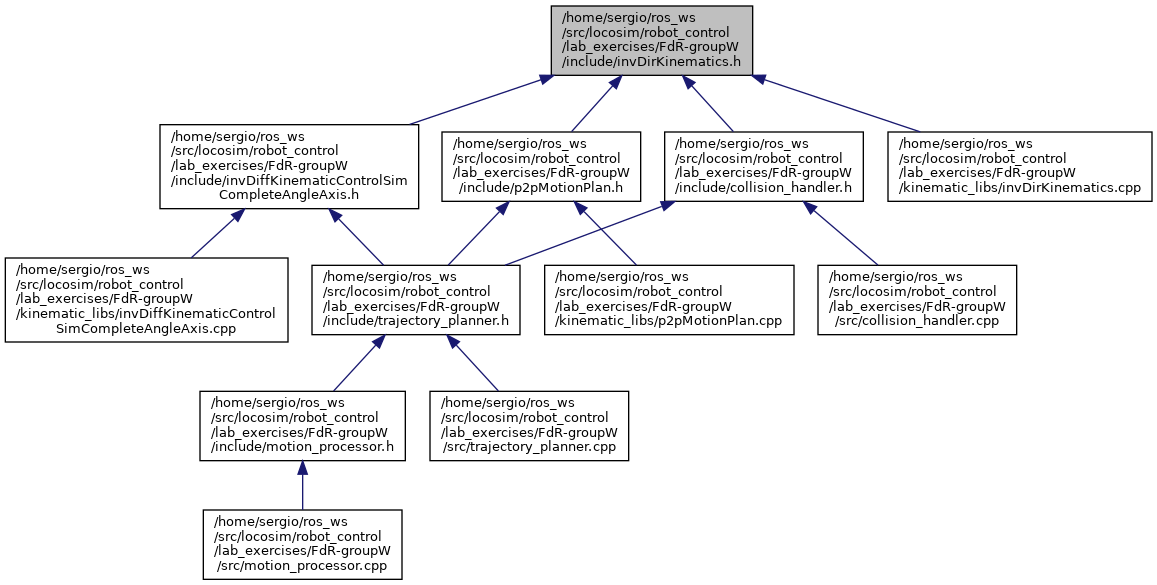 /home/sergio/ros_ws
/src/locosim/robot_control
/lab_exercises/FdR-groupW
/include/invDirKinematics.h
/home/sergio/ros_ws
/src/locosim/robot_control
/lab_exercises/FdR-groupW
/include/invDiffKinematicControlSim
CompleteAngleAxis.h
/home/sergio/ros_ws
/src/locosim/robot_control
/lab_exercises/FdR-groupW
/include/p2pMotionPlan.h
/home/sergio/ros_ws
/src/locosim/robot_control
/lab_exercises/FdR-groupW
/include/collision_handler.h
/home/sergio/ros_ws
/src/locosim/robot_control
/lab_exercises/FdR-groupW
/kinematic_libs/invDirKinematics.cpp
/home/sergio/ros_ws
/src/locosim/robot_control
/lab_exercises/FdR-groupW
/kinematic_libs/invDiffKinematicControl
SimCompleteAngleAxis.cpp
/home/sergio/ros_ws
/src/locosim/robot_control
/lab_exercises/FdR-groupW
/include/trajectory_planner.h
/home/sergio/ros_ws
/src/locosim/robot_control
/lab_exercises/FdR-groupW
/kinematic_libs/p2pMotionPlan.cpp
/home/sergio/ros_ws
/src/locosim/robot_control
/lab_exercises/FdR-groupW
/src/collision_handler.cpp
/home/sergio/ros_ws
/src/locosim/robot_control
/lab_exercises/FdR-groupW
/include/motion_processor.h
/home/sergio/ros_ws
/src/locosim/robot_control
/lab_exercises/FdR-groupW
/src/trajectory_planner.cpp
/home/sergio/ros_ws
/src/locosim/robot_control
/lab_exercises/FdR-groupW
/src/motion_processor.cpp